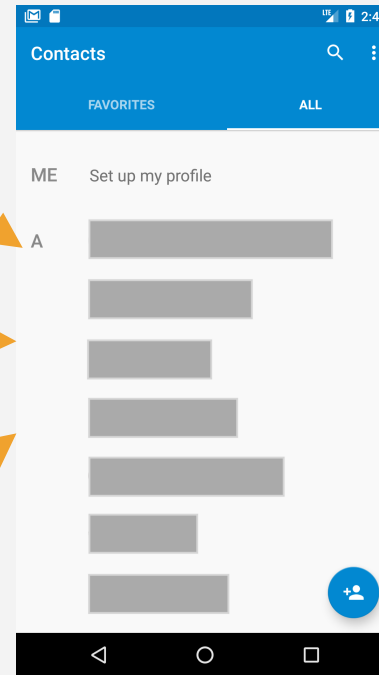 LTE 2:4
Contacts
FAVORITES ALL
ME Set up my profile
A